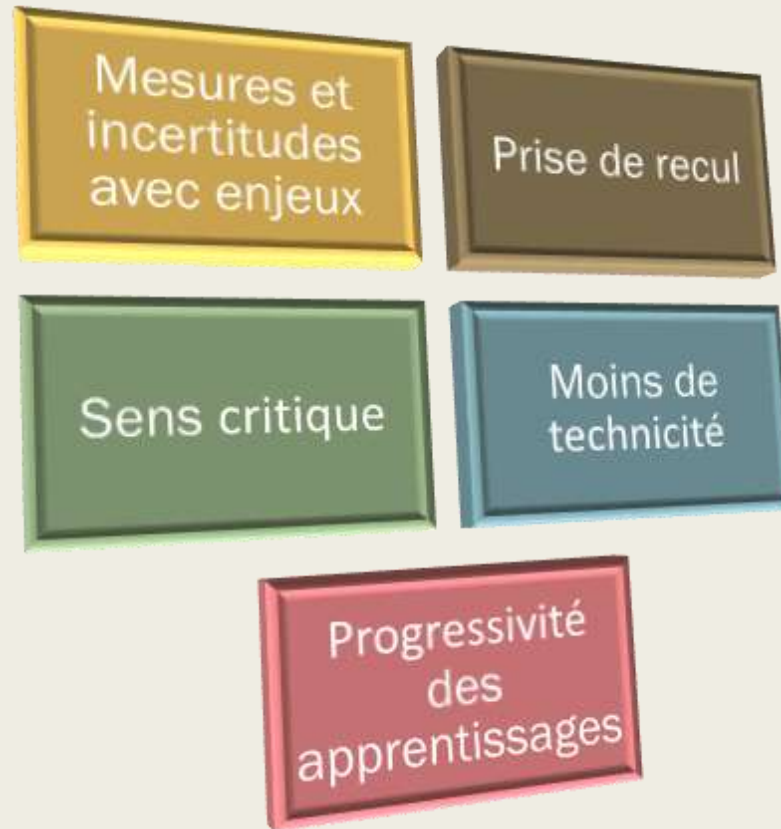 Mesures et
incertitudes
avec enjeux
Prise de recul
Sens critique
Moins de
technicité
Progressivité
des
apprentissages